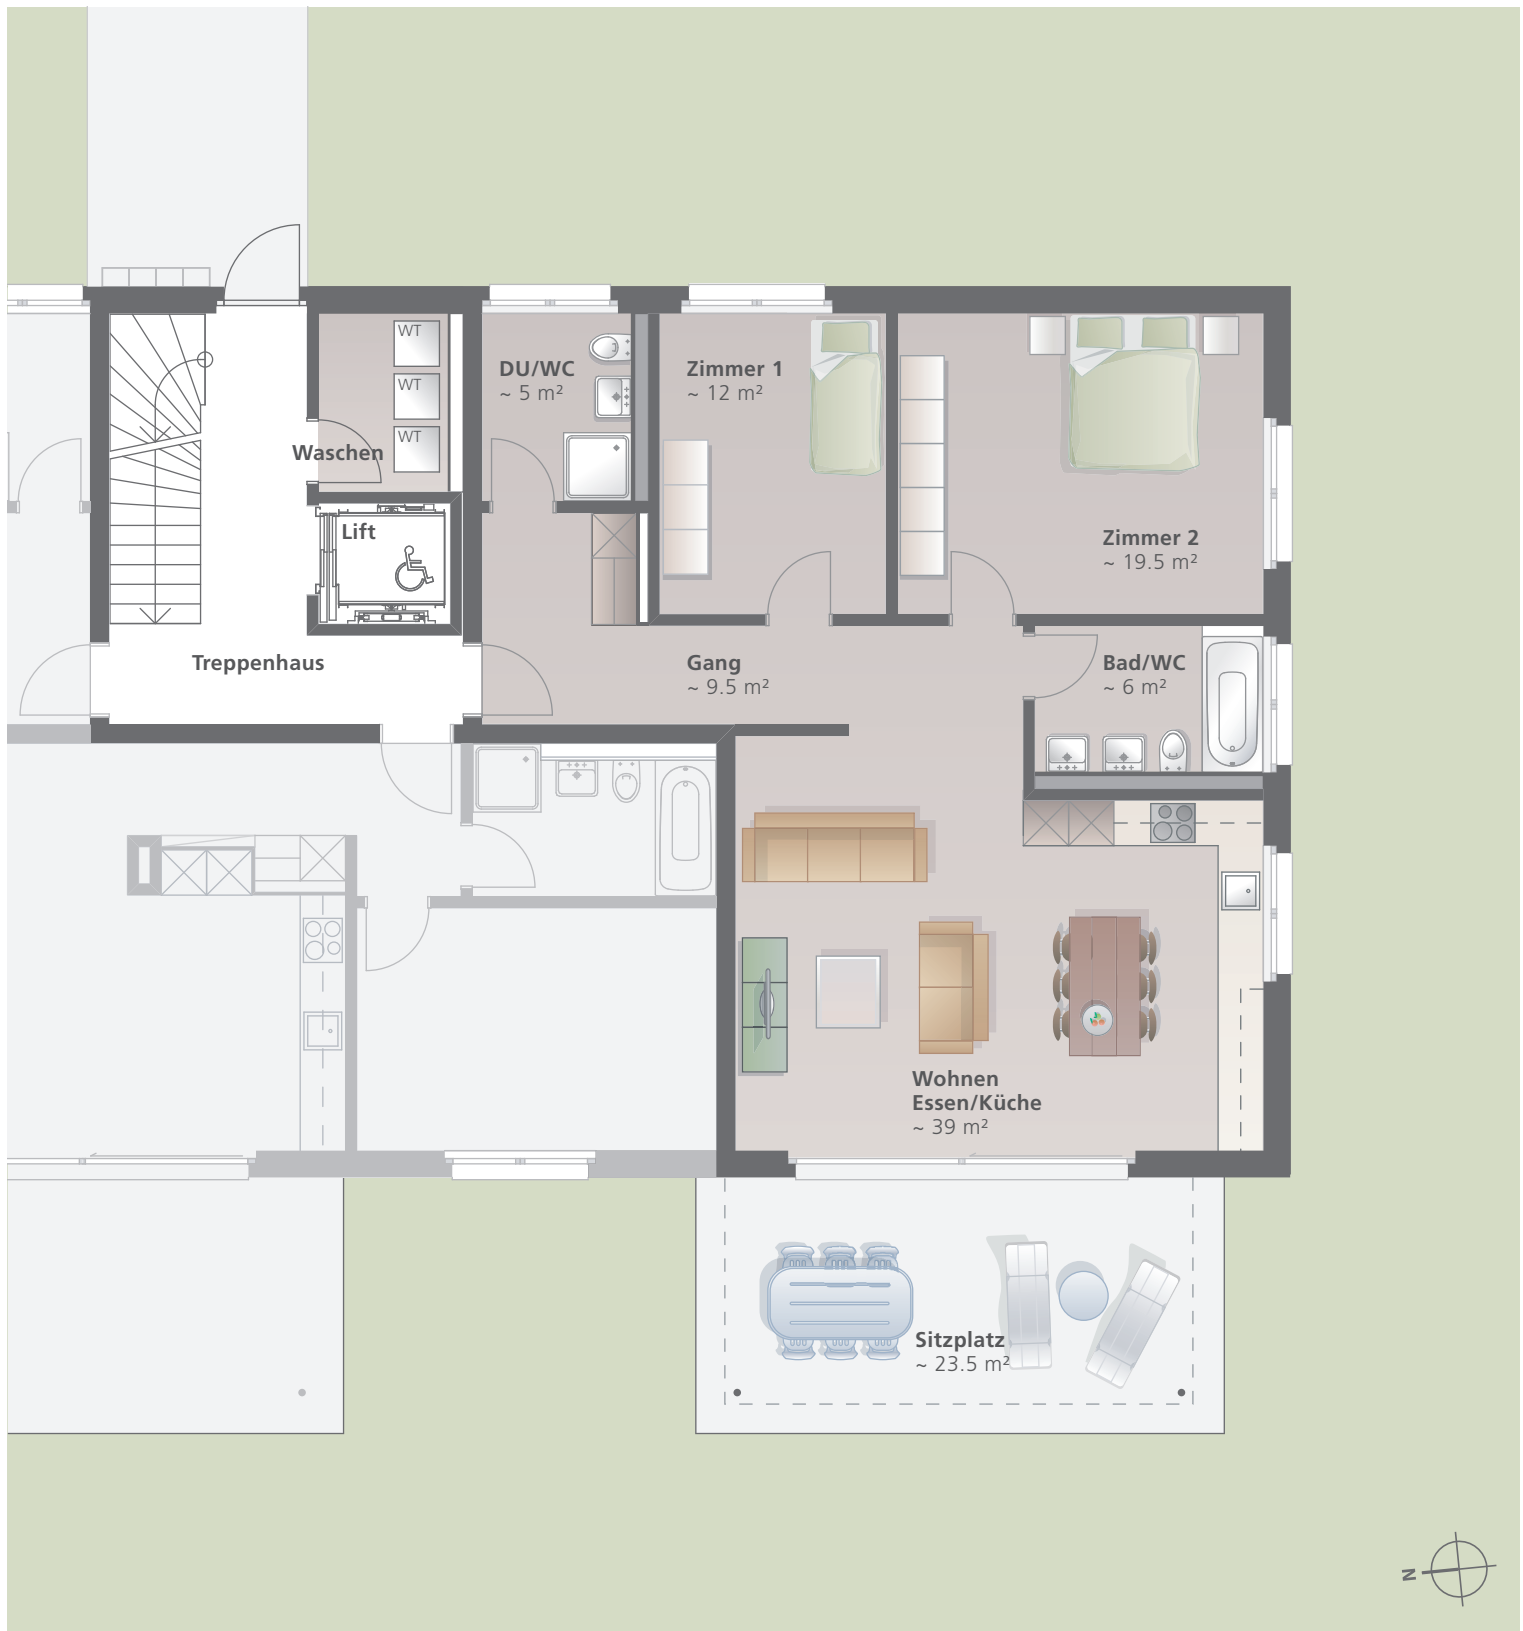 WT
WT
WT
Waschen
Lift
Treppenhaus
DU/WC
~ 5 m²
Zimmer 1
~ 12 m²
Zimmer 2
~ 19.5 m²
Gang
~ 9.5 m²
Bad/WC
~ 6 m²
Wohnen
Essen/Küche
~ 39 m²
Sitzplatz
~ 23.5 m²
N